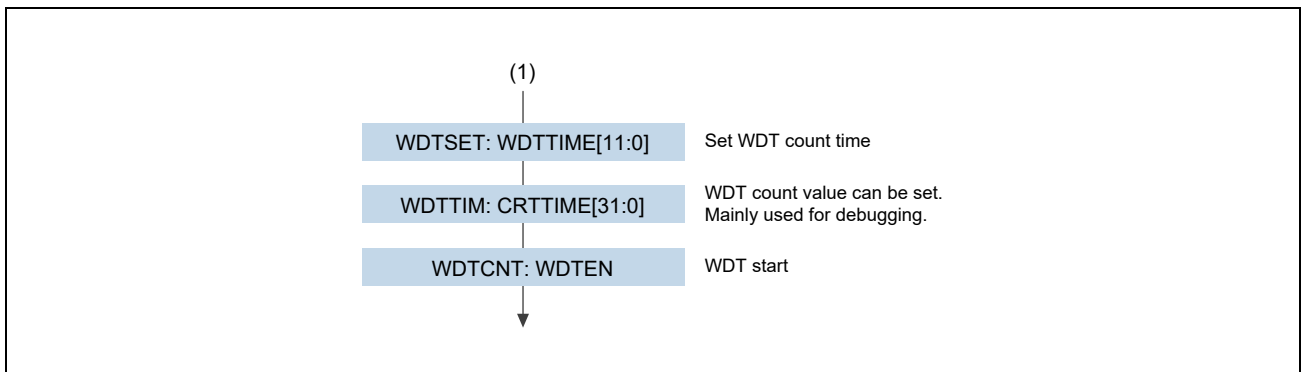 (1)
WDTSET: WDTTIME[11:0]
Set WDT count time
WDTTIM: CRTTIME[31:0]
WDT count value can be set.
Mainly used for debugging.
WDTCNT: WDTEN
WDT start